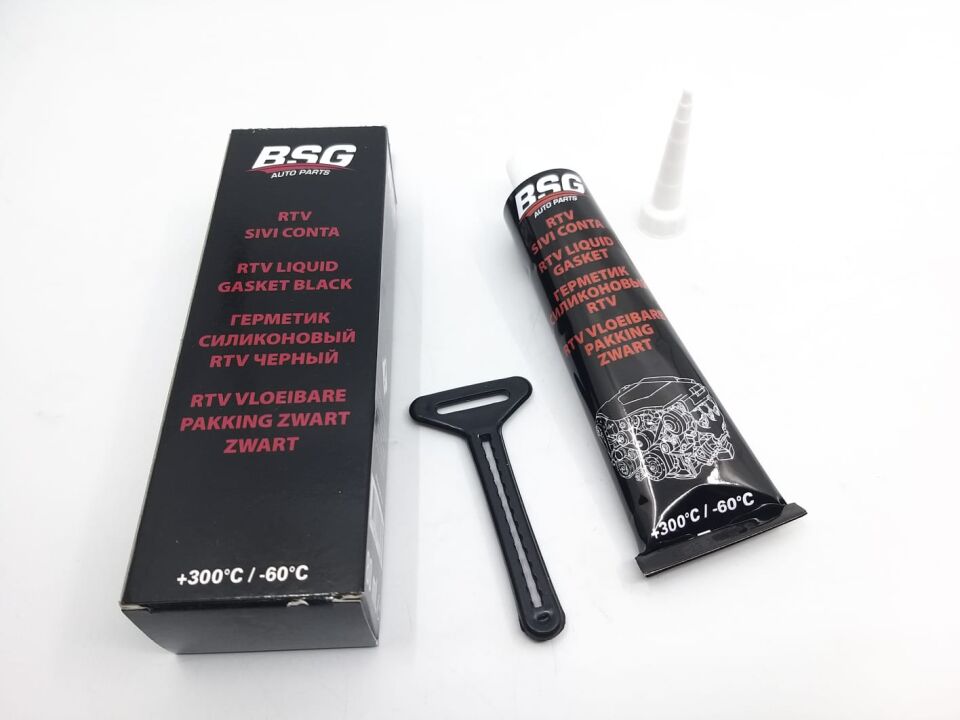 BSG
AUTO PARTS
RTV
SIVI CONTA
RTV LIQUID
GASKET BLACK
ГЕРМЕТИК
СИЛИКОНОВЫЙ
RTV ЧЕРНЫЙ
RTV VLOEIBARE
PAKKING ZWART
ZWART
+300°C / -60°C
BSG
AUTO PARTS
RTV
SIVI CONTA
RTV LIQUID
GASKET
ГЕРМЕТИК
СИЛИКОНОВЫЙ
RTV
RTV VLOEIBARE
PAKKING
ZWART
+300°C / -60°C